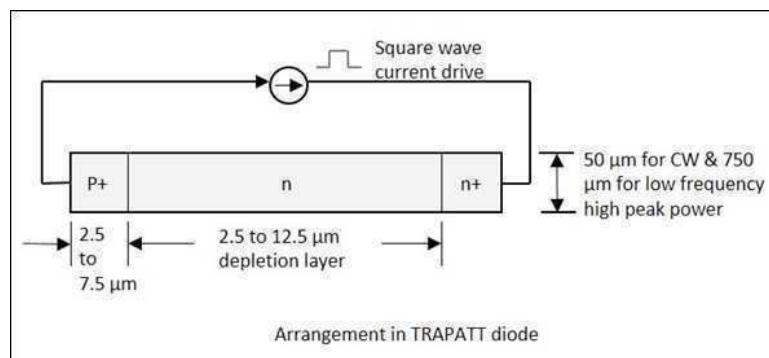 Square wave
current drive
P+
n
n+
50 µm for CW & 750
µm for low frequency
high peak power
2.5
to
7.5 µm
2.5 to 12.5 µm
depletion layer
Arrangement in TRAPATT diode